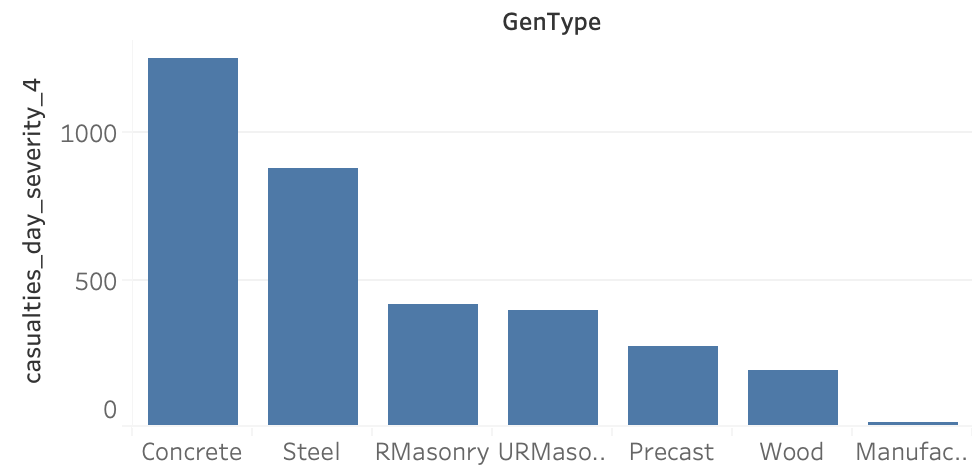 GenType
casualties_day_severity_4
1000
500
0
Concrete Steel RMasonry URMaso.. Precast Wood Manufac..